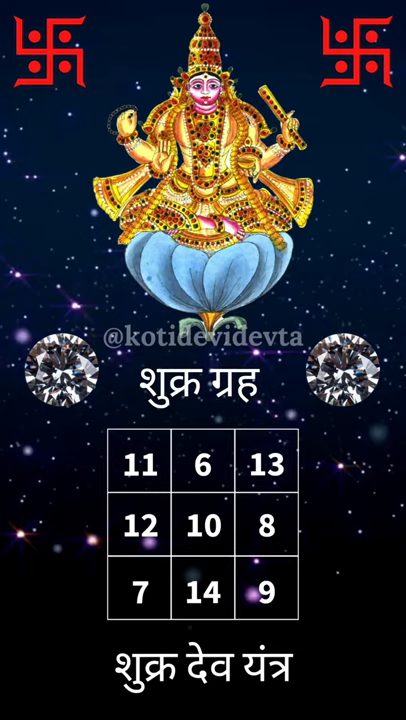 @kotidevidevta
शुक्र ग्रह
11 6 13
12 10 8
7 14 9
शुक्र देव यंत्र